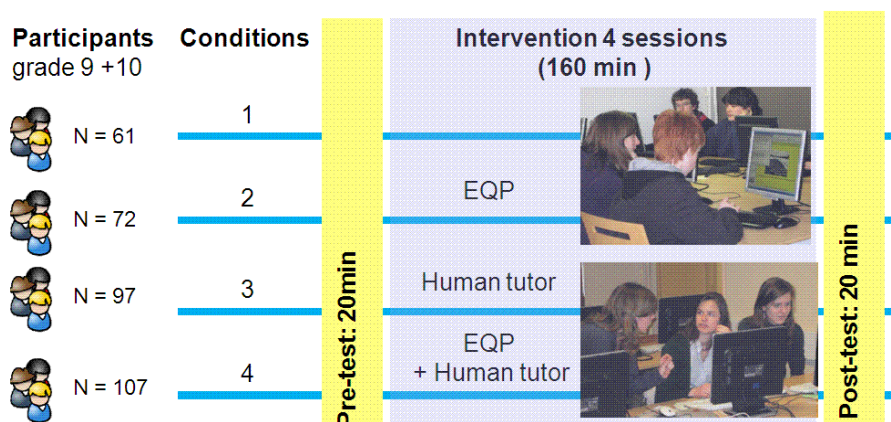 Participants
grade 9 +10
Conditions
Intervention 4 sessions
(160 min )
N = 61
1
N = 72
2
EQP
N = 97
3
Human tutor
N = 107
4
EQP
+ Human tutor
Pre-test: 20min
Post-test: 20 min